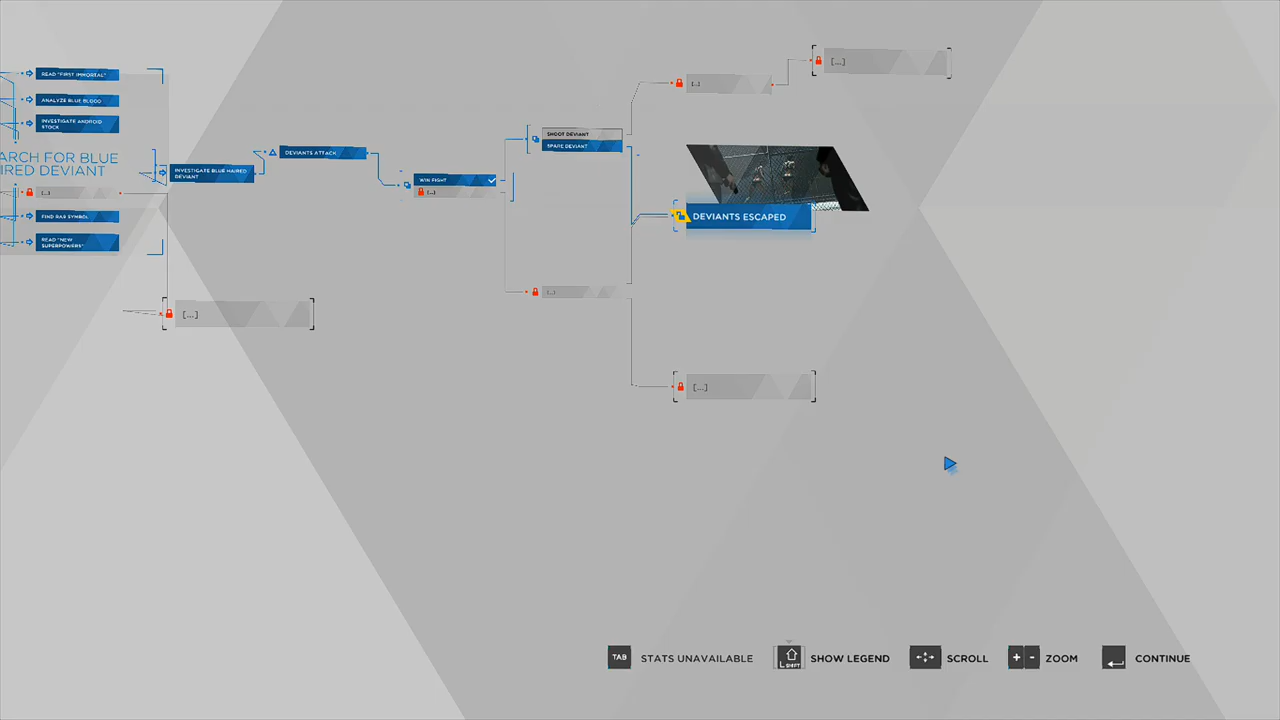 READ "FIRST IMMORTAL"
ANALYZE BLUE BLOOD
INVESTIGATE ANDROID
STOCK
ARCH FOR BLUE
IRED DEVIANT
[...]
FIND RA9 SYMBOL
READ "NEW
SUPERPOWERS"
INVESTIGATE BLUE HAIRED
DEVIANT
[...]
DEVIANTS ATTACK
WIN FIGHT
[...]
SHOOT DEVIANT
SPARE DEVIANT
[...]
[...]
[...]
DEVIANTS ESCAPED
[...]
TAB
STATS UNAVAILABLE
L SHIFT
SHOW LEGEND
SCROLL
+ -
ZOOM
CONTINUE